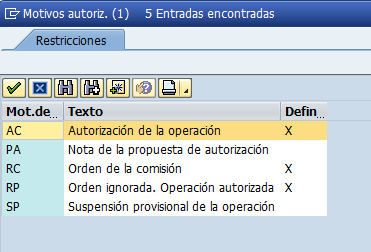 Motivos autoriz. (1) 5 Entradas encontradas
Restricciones
Mot.de... Texto Defin...
AC Autorización de la operación X
PA Nota de la propuesta de autorización
RC Orden de la comisión X
RP Orden ignorada. Operación autorizada X
SP Suspensión provisional de la operación